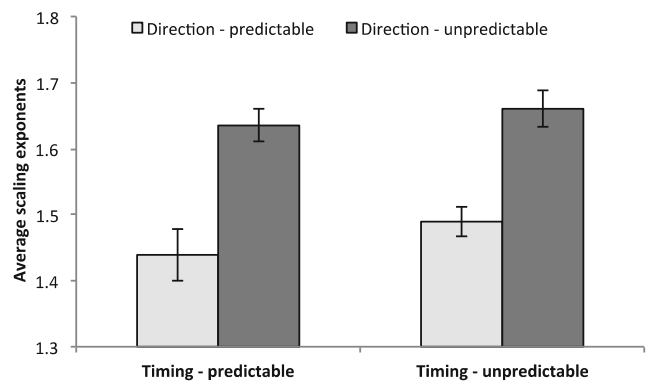 1.8
Direction - predictable Direction - unpredictable
1.7
1.6
1.5
1.4
1.3
Average scaling exponents
Timing - predictable Timing - unpredictable